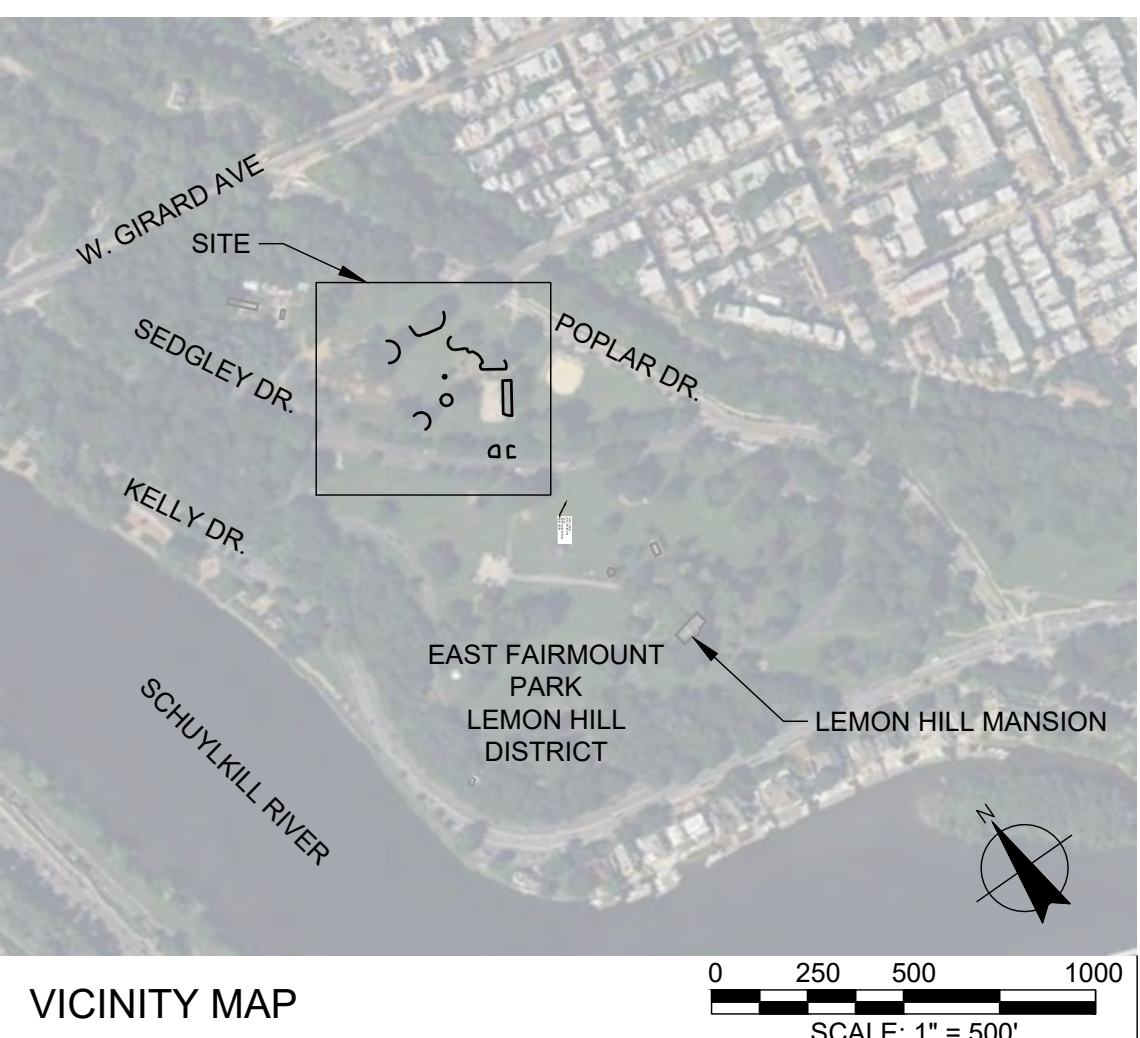 W. GIRARD AVE
SITE
SEDGLEY DR.
POPLAR DR.
KELLY DR.
EAST FAIRMOUNT
PARK
LEMON HILL
DISTRICT
LEMON HILL MANSION
SCHUYLKILL RIVER
N
VICINITY MAP
0 250 500 1000
SCALE: 1" = 500'